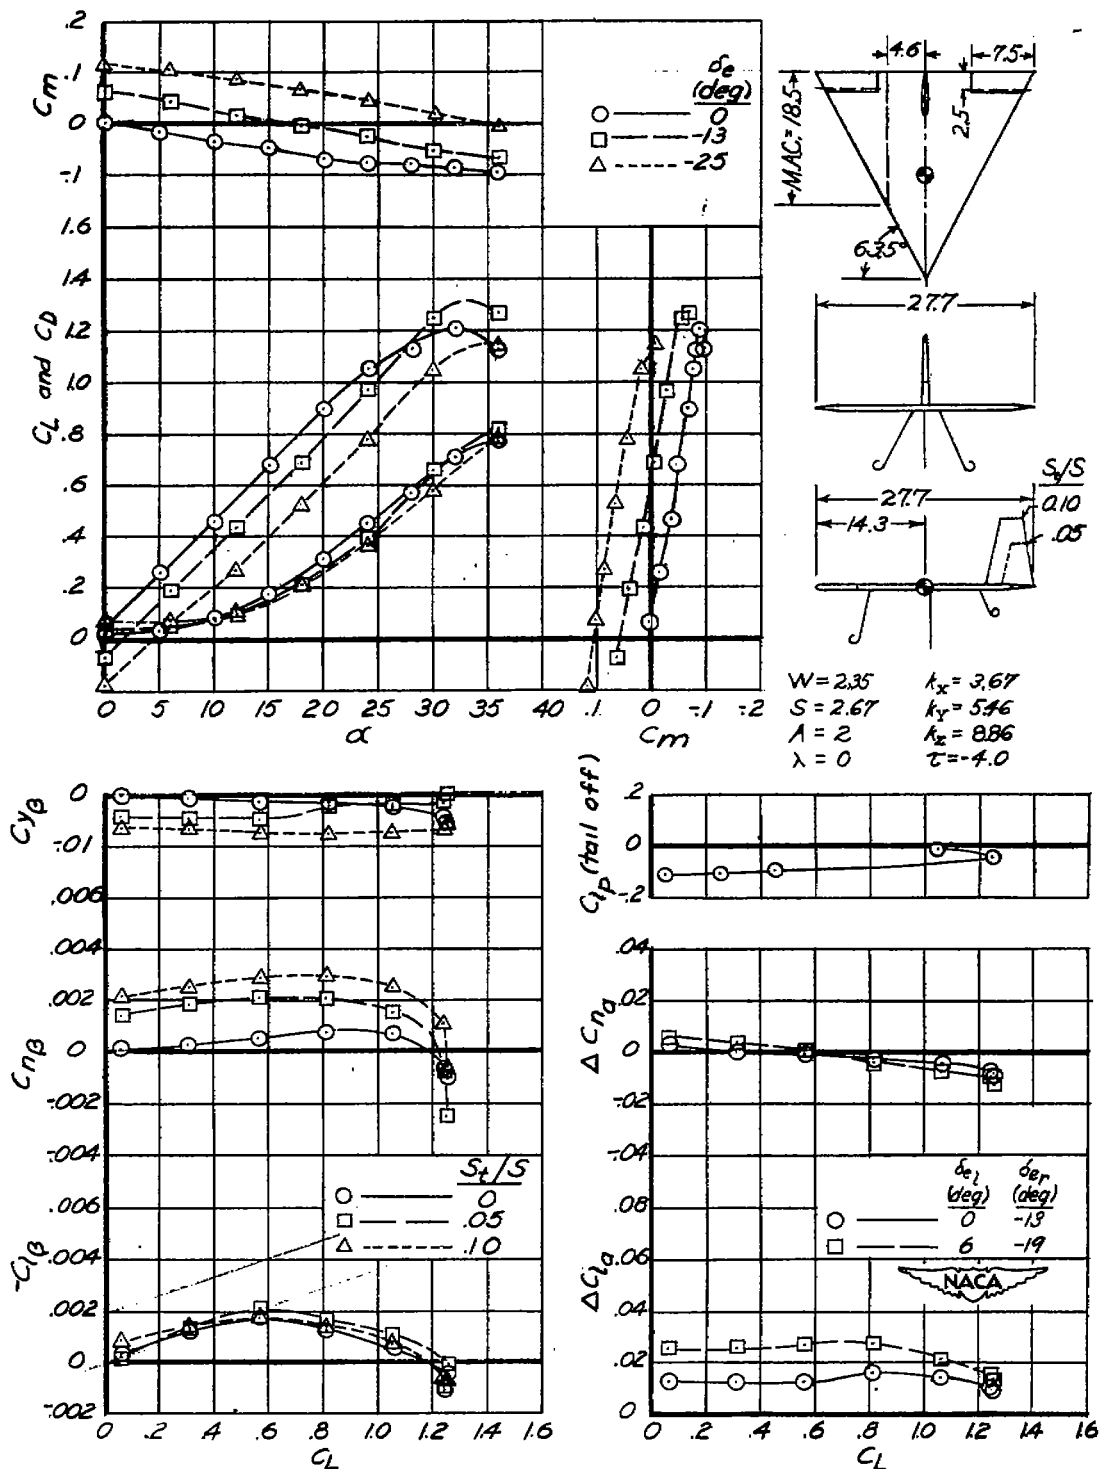 .2
.1
0
-.1
Cm
δe
(deg)
0
-13
-25
1.6
1.4
1.2
1.0
.8
.6
.4
.2
0
CL and CD
0 5 10 15 20 25 30 35 40
α
.1 0 -.1 -.2
Cm
4.6
7.5
M.A.C. = 18.5
2.5
63.5°
27.7
27.7
14.3
St/S
0.10
.05
W = 2.35 kX = 3.67
S = 2.67 kY = 5.46
A = 2 kZ = 8.86
λ = 0 τ = -4.0
0
-.01
CYβ
.006
.004
.002
0
-.002
-.004
Cnβ
St/S
0
.05
.10
.006
.004
.002
0
-.002
-Clβ
0 .2 .4 .6 .8 1.0 1.2 1.4 1.6
CL
.2
0
-.2
Clp (tail off)
.04
.02
0
-.02
-.04
ΔCna
δel δer
(deg) (deg)
0 -13
6 -19
NACA
.08
.06
.04
.02
0
ΔCla
0 .2 .4 .6 .8 1.0 1.2 1.4 1.6
CL